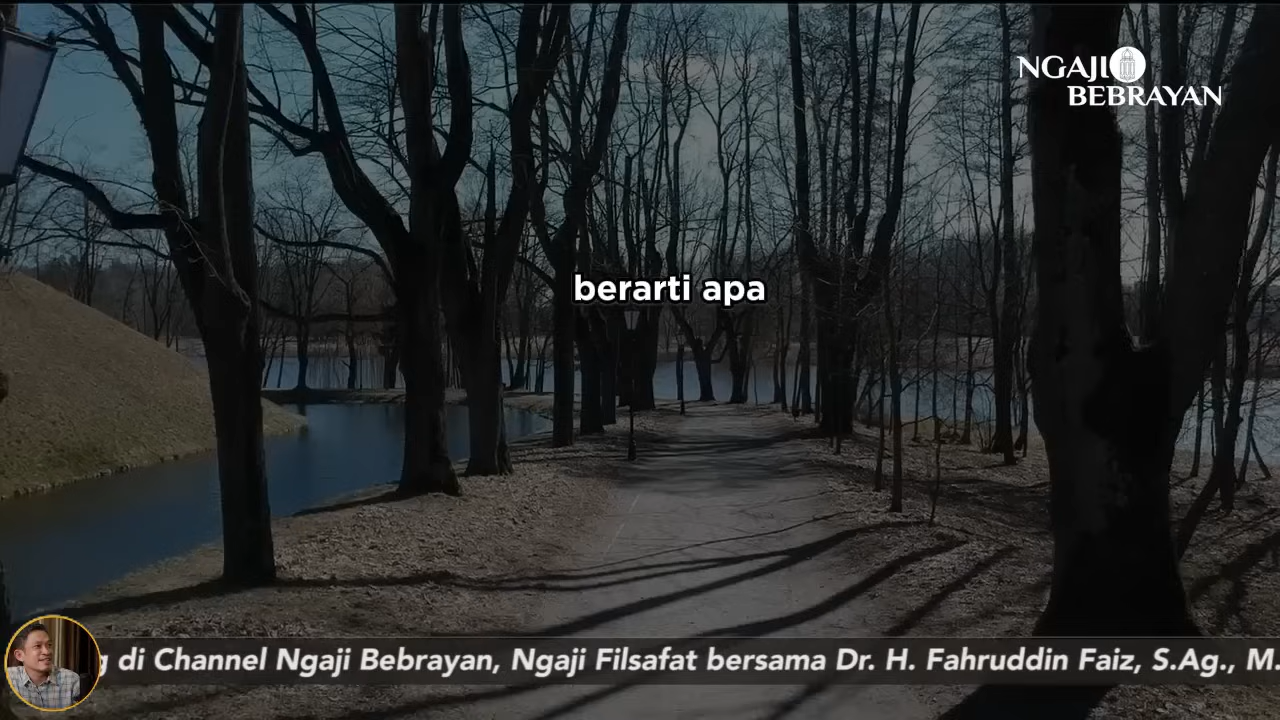 NGAJI
BEBRAYAN
berarti apa
g di Channel Ngaji Bebrayan, Ngaji Filsafat bersama Dr. H. Fahruddin Faiz, S.Ag., M.